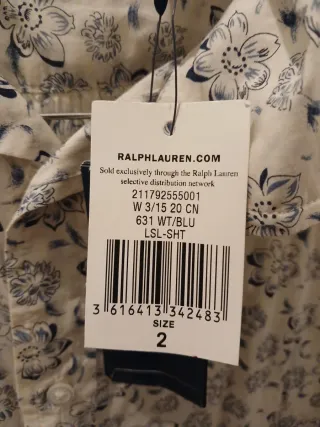 RALPHLAUREN.COM
Sold exclusively through the Ralph Lauren
selective distribution network
211792555001
W 3/15 20 CN
631 WT/BLU
LSL-SHT
3 616413 342483
SIZE
2